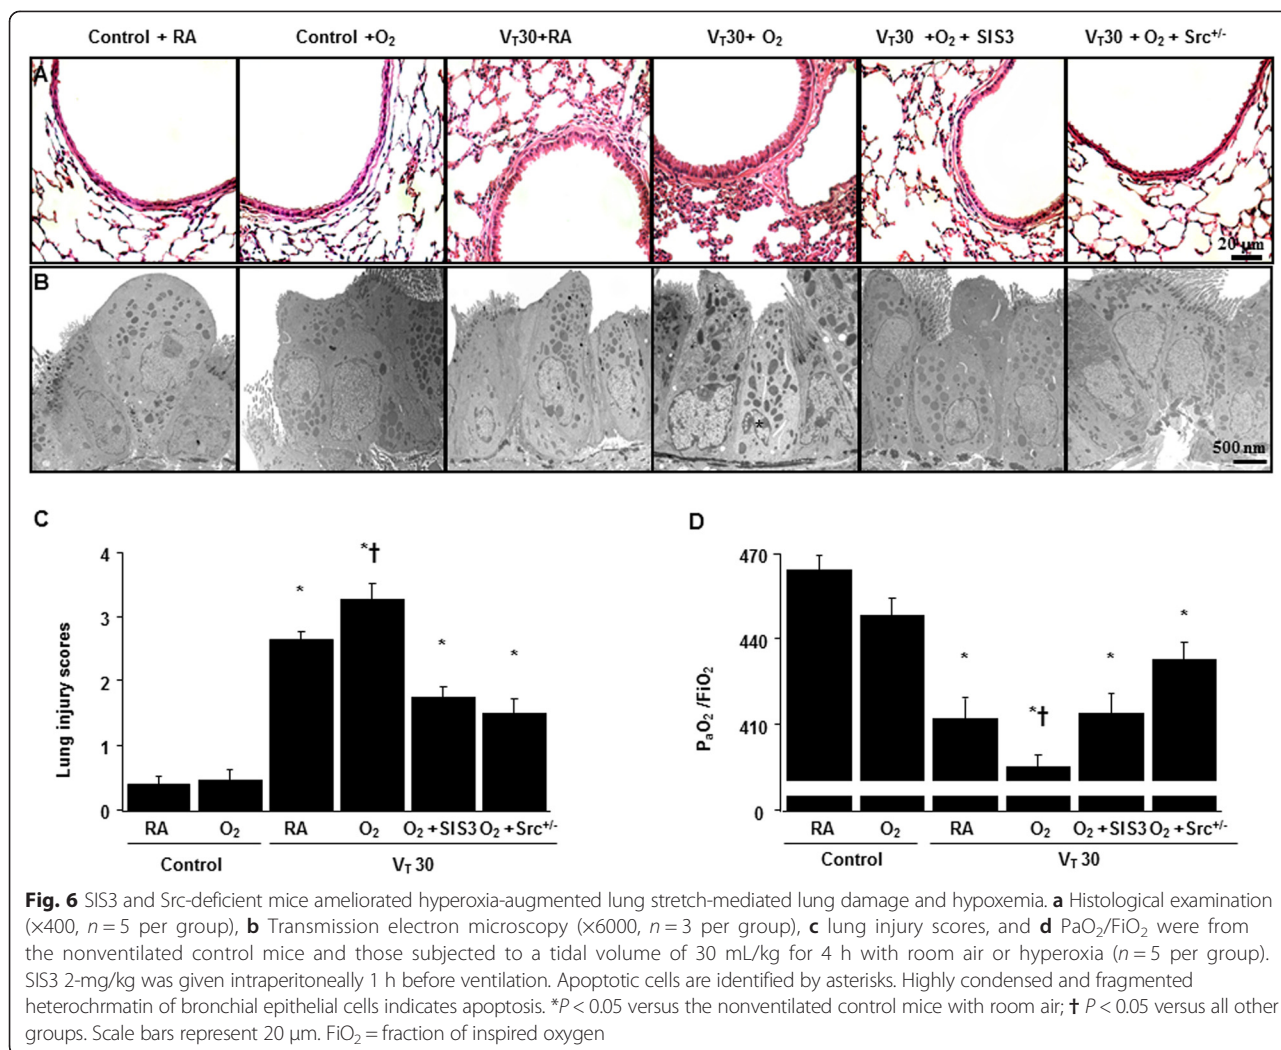 Control + RA Control +O₂ V_T30+RA V_T30+ O₂ V_T30 +O₂ + SIS3 V_T30 + O₂ + Src⁺/⁻
A
20 µm
B
500 nm
C
D
4
3
2
1
0
Lung injury scores
*
*†
*
*
RA O₂ RA O₂ O₂ +SIS3 O₂ + Src⁺/⁻
Control V_T 30
470
440
410
0
PₐO₂ /FiO₂
*
*†
*
*
RA O₂ RA O₂ O₂ +SIS3 O₂ + Src⁺/⁻
Control V_T 30
Fig. 6 SIS3 and Src-deficient mice ameliorated hyperoxia-augmented lung stretch-mediated lung damage and hypoxemia. a Histological examination
(×400, n = 5 per group), b Transmission electron microscopy (×6000, n = 3 per group), c lung injury scores, and d PaO₂/FiO₂ were from
the nonventilated control mice and those subjected to a tidal volume of 30 mL/kg for 4 h with room air or hyperoxia (n = 5 per group).
SIS3 2-mg/kg was given intraperitoneally 1 h before ventilation. Apoptotic cells are identified by asterisks. Highly condensed and fragmented
heterochrmatin of bronchial epithelial cells indicates apoptosis. *P < 0.05 versus the nonventilated control mice with room air; † P < 0.05 versus all other
groups. Scale bars represent 20 µm. FiO₂ = fraction of inspired oxygen